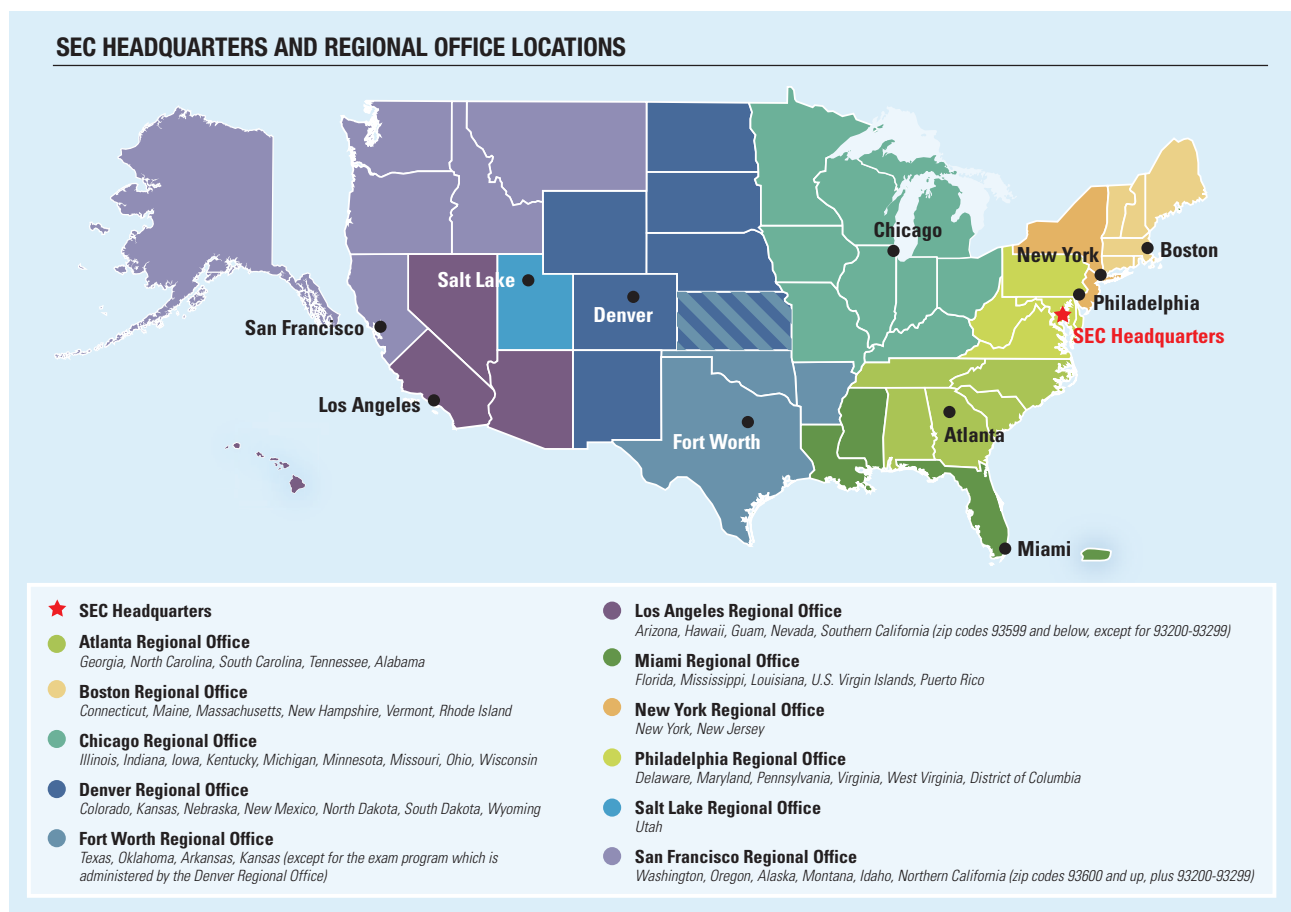 SEC HEADQUARTERS AND REGIONAL OFFICE LOCATIONS
Chicago
New York
Boston
Salt Lake
Denver
Philadelphia
San Francisco
SEC Headquarters
Los Angeles
Fort Worth
Atlanta
Miami
SEC Headquarters
Atlanta Regional Office
Georgia, North Carolina, South Carolina, Tennessee, Alabama
Boston Regional Office
Connecticut, Maine, Massachusetts, New Hampshire, Vermont, Rhode Island
Chicago Regional Office
Illinois, Indiana, Iowa, Kentucky, Michigan, Minnesota, Missouri, Ohio, Wisconsin
Denver Regional Office
Colorado, Kansas, Nebraska, New Mexico, North Dakota, South Dakota, Wyoming
Fort Worth Regional Office
Texas, Oklahoma, Arkansas, Kansas (except for the exam program which is
administered by the Denver Regional Office)
Los Angeles Regional Office
Arizona, Hawaii, Guam, Nevada, Southern California (zip codes 93599 and below, except for 93200-93299)
Miami Regional Office
Florida, Mississippi, Louisiana, U.S. Virgin Islands, Puerto Rico
New York Regional Office
New York, New Jersey
Philadelphia Regional Office
Delaware, Maryland, Pennsylvania, Virginia, West Virginia, District of Columbia
Salt Lake Regional Office
Utah
San Francisco Regional Office
Washington, Oregon, Alaska, Montana, Idaho, Northern California (zip codes 93600 and up, plus 93200-93299)